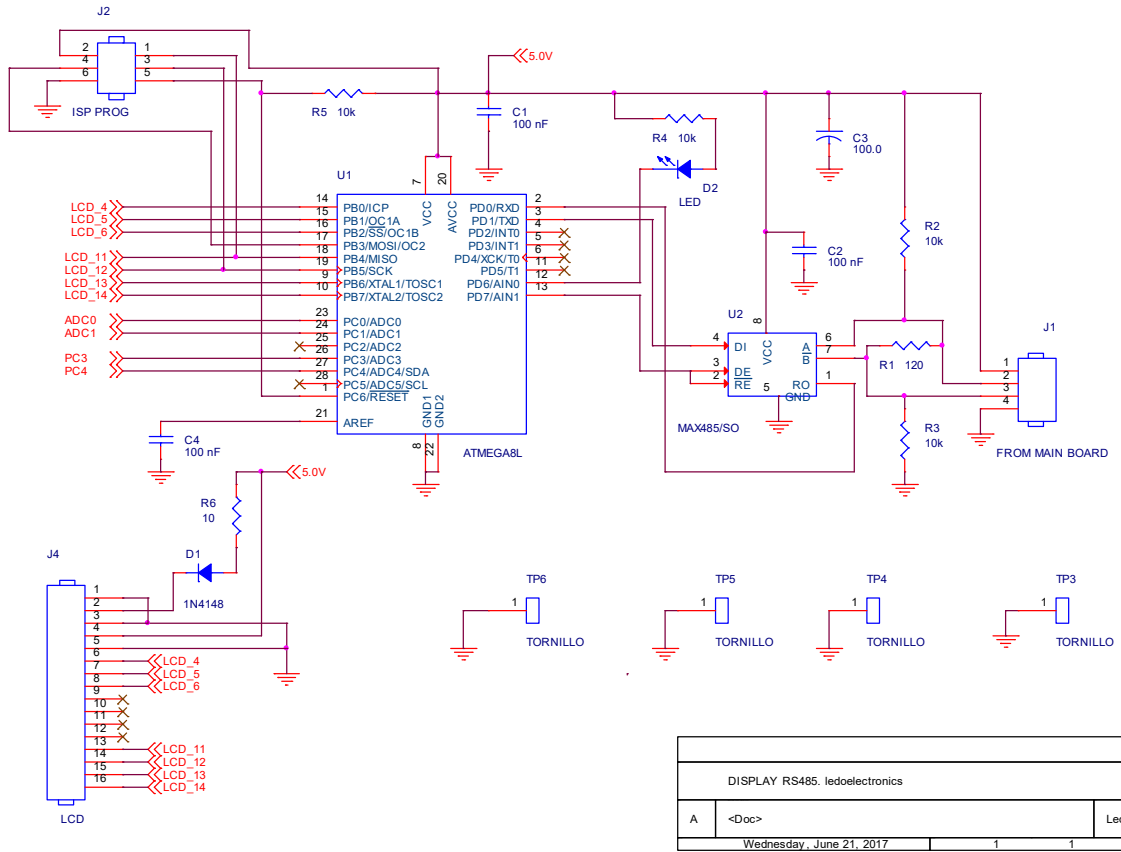 J2
2 1
4 3
6 5
ISP PROG
5.0V
R5 10k
C1
100 nF
R4 10k
C3
100.0
D2
LED
R2
10k
C2
100 nF
U1
7 20
VCC AVCC
LCD_4 14 PB0/ICP
LCD_5 15 PB1/OC1A
LCD_6 16 PB2/SS/OC1B
17 PB3/MOSI/OC2
LCD_11 18 PB4/MISO
LCD_12 19 PB5/SCK
LCD_13 9 PB6/XTAL1/TOSC1
LCD_14 10 PB7/XTAL2/TOSC2
ADC0 23 PC0/ADC0
ADC1 24 PC1/ADC1
25 PC2/ADC2
PC3 26 PC3/ADC3
PC4 27 PC4/ADC4/SDA
28 PC5/ADC5/SCL
1 PC6/RESET
21 AREF
PD0/RXD 2
PD1/TXD 3
PD2/INT0 4
PD3/INT1 5
PD4/XCK/T0 6
PD5/T1 11
PD6/AIN0 12
PD7/AIN1 13
GND1 GND2
8 22
ATMEGA8L
C4
100 nF
U2
8
VCC
4 DI
3 DE
2 RE
A 6
B 7
RO 1
5 GND
MAX485/SO
R1 120
R3
10k
J1
1
2
3
4
FROM MAIN BOARD
5.0V
R6
10
D1
1N4148
J4
1
2
3
4
5
6 LCD_4
7 LCD_5
8 LCD_6
9
10
11
12
13 LCD_11
14 LCD_12
15 LCD_13
16 LCD_14
LCD
TP6
1
TORNILLO
TP5
1
TORNILLO
TP4
1
TORNILLO
TP3
1
TORNILLO
DISPLAY RS485. ledoelectronics
A <Doc> Led
Wednesday, June 21, 2017 1 1